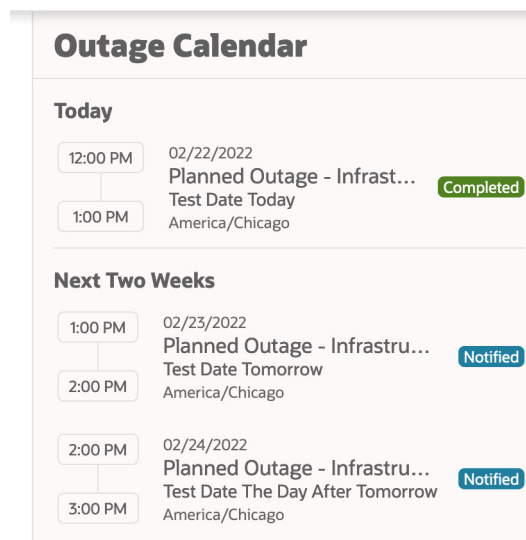 Outage Calendar
Today
12:00 PM
1:00 PM
02/22/2022
Planned Outage - Infrast...
Test Date Today
America/Chicago
Completed
Next Two Weeks
1:00 PM
2:00 PM
02/23/2022
Planned Outage - Infrastru...
Test Date Tomorrow
America/Chicago
Notified
2:00 PM
3:00 PM
02/24/2022
Planned Outage - Infrastru...
Test Date The Day After Tomorrow
America/Chicago
Notified